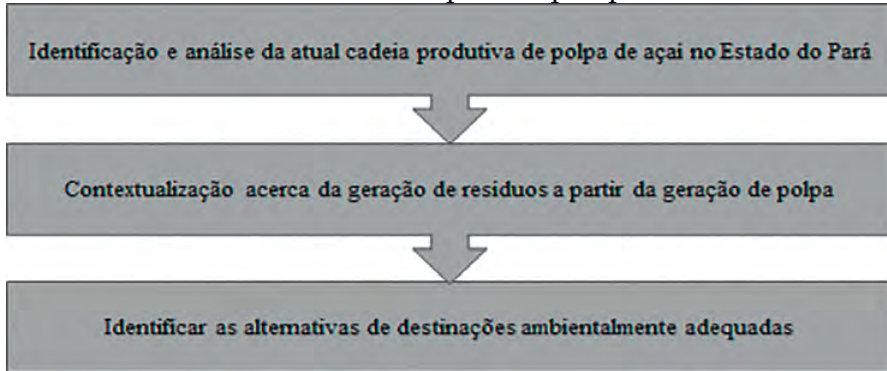 Identificação e análise da atual cadeia produtiva de polpa de açai no Estado do Pará
Contextualização acerca da geração de residuos a partir da geração de polpa
Identificar as alternativas de destinações ambientalmente adequadas